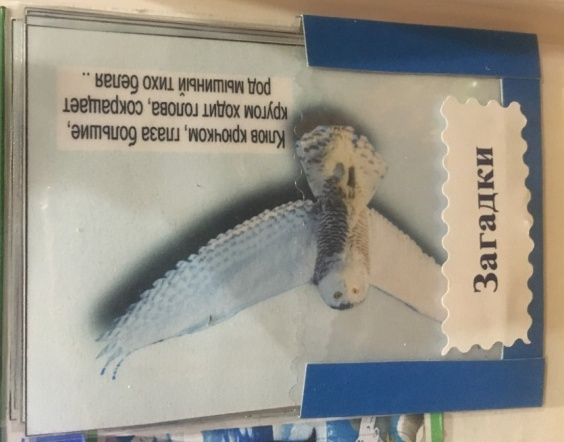 Загадки
Клюв крючком, глаза большие,
кругом ходит голова, сокращает
род мышиный тихо белая ..